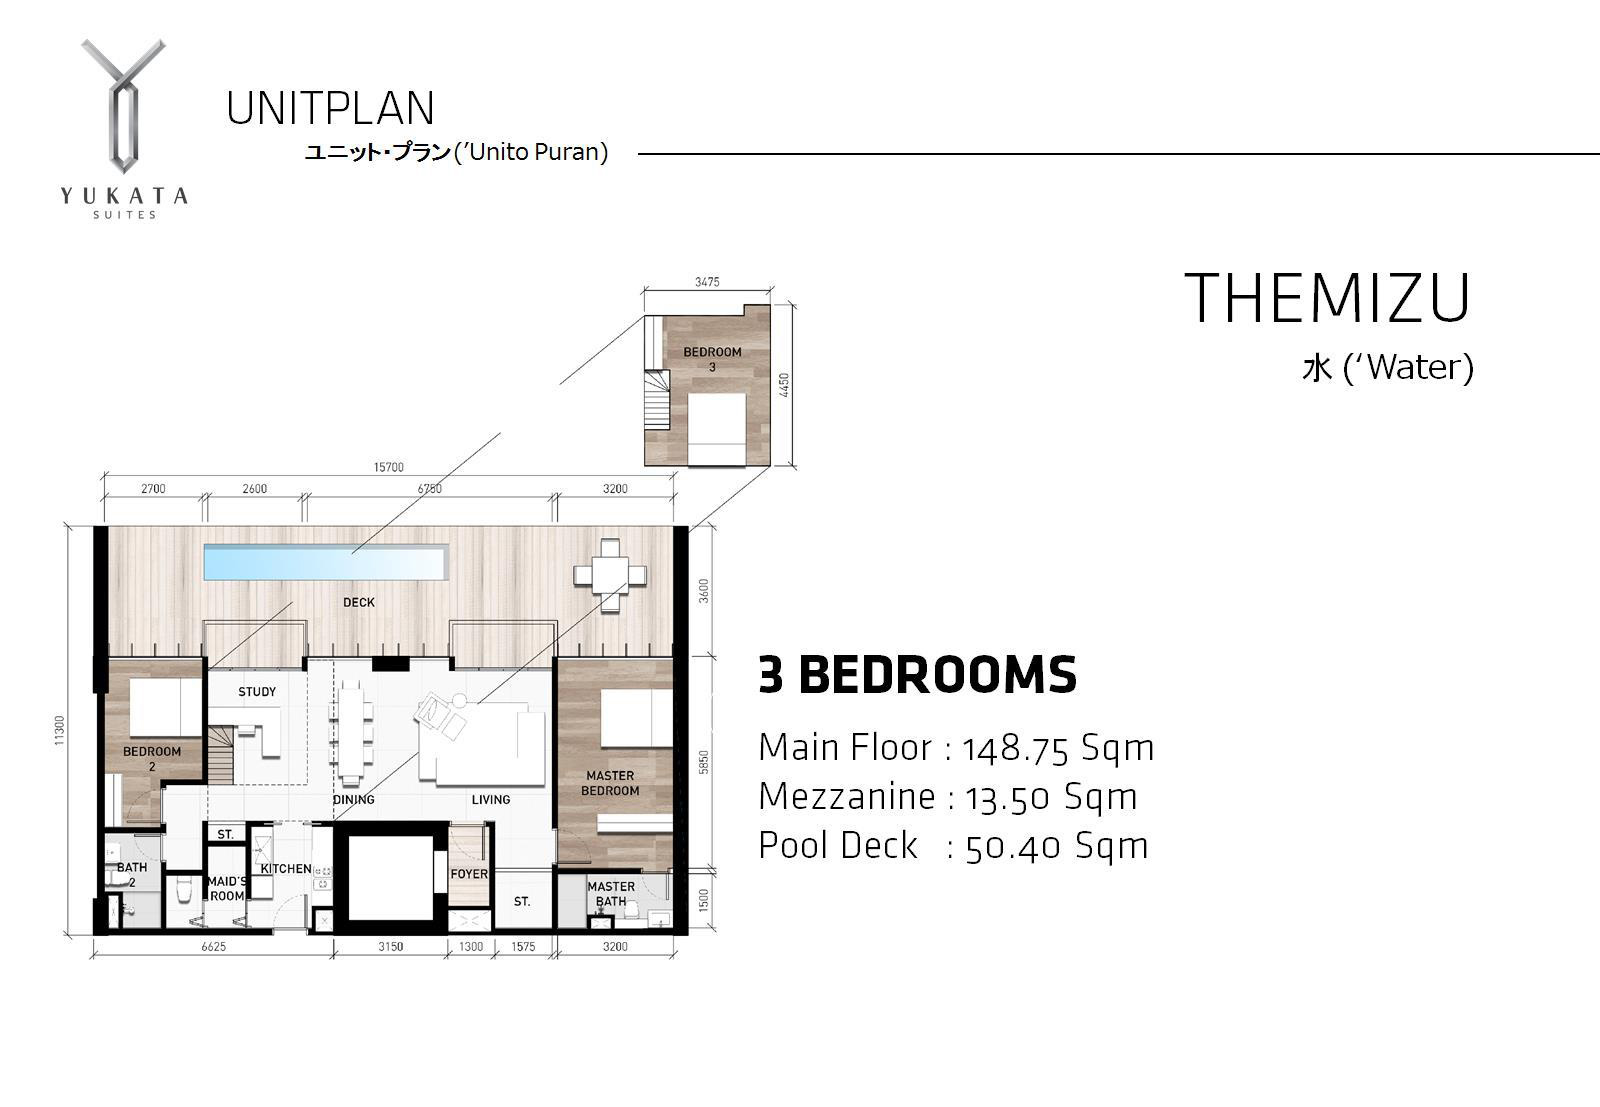 YUKATA
SUITES
UNITPLAN
ユニット・プラン(’Unito Puran)
THEMIZU
水 (‘Water)
3475
BEDROOM
3
4450
15700
2700
2600
6750
3200
DECK
3600
11300
STUDY
BEDROOM
2
DINING
LIVING
MASTER
BEDROOM
5850
ST.
BATH
2
MAID'S
ROOM
KITCHEN
FOYER
ST.
MASTER
BATH
1500
6625
3150
1300
1575
3200
3 BEDROOMS
Main Floor : 148.75 Sqm
Mezzanine : 13.50 Sqm
Pool Deck : 50.40 Sqm